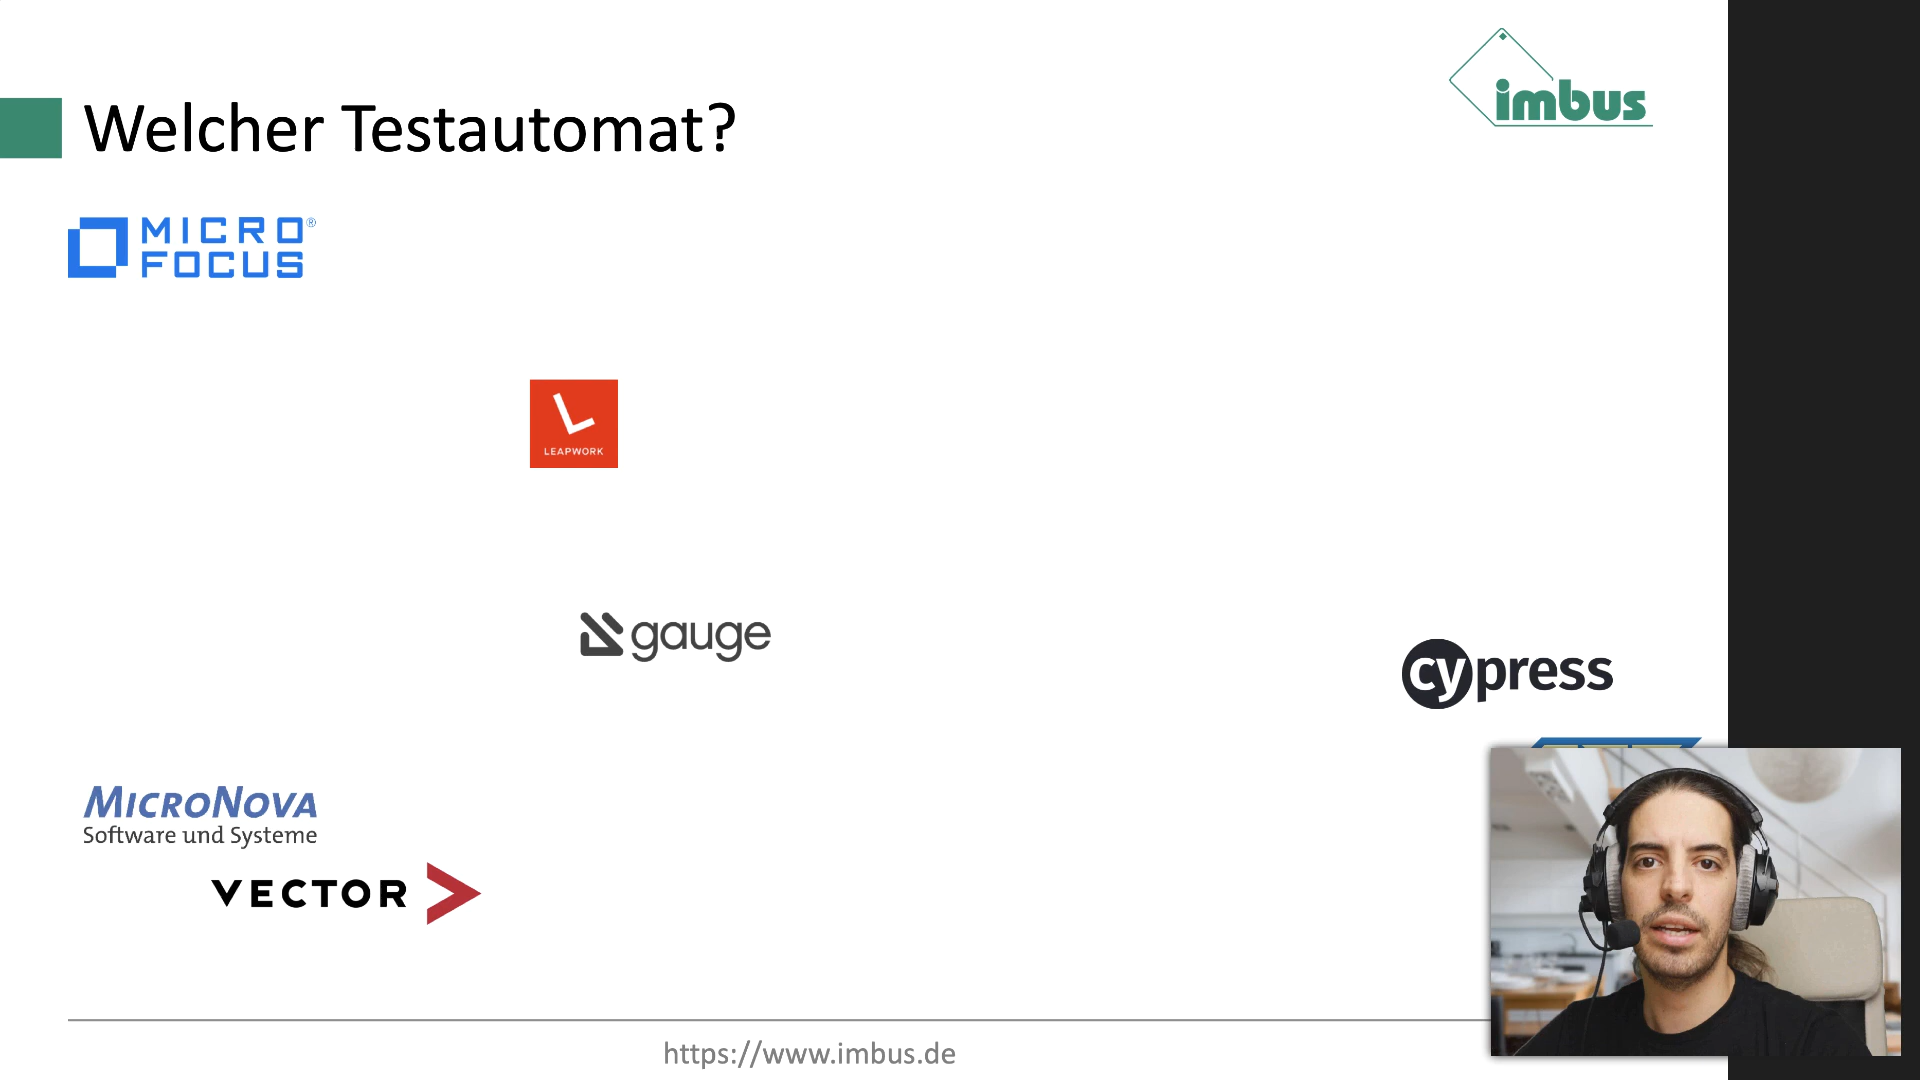 imbus
Welcher Testautomat?
MICRO
FOCUS®
LEAPWORK
gauge
cypress
MICRONOVA
Software und Systeme
VECTOR
https://www.imbus.de